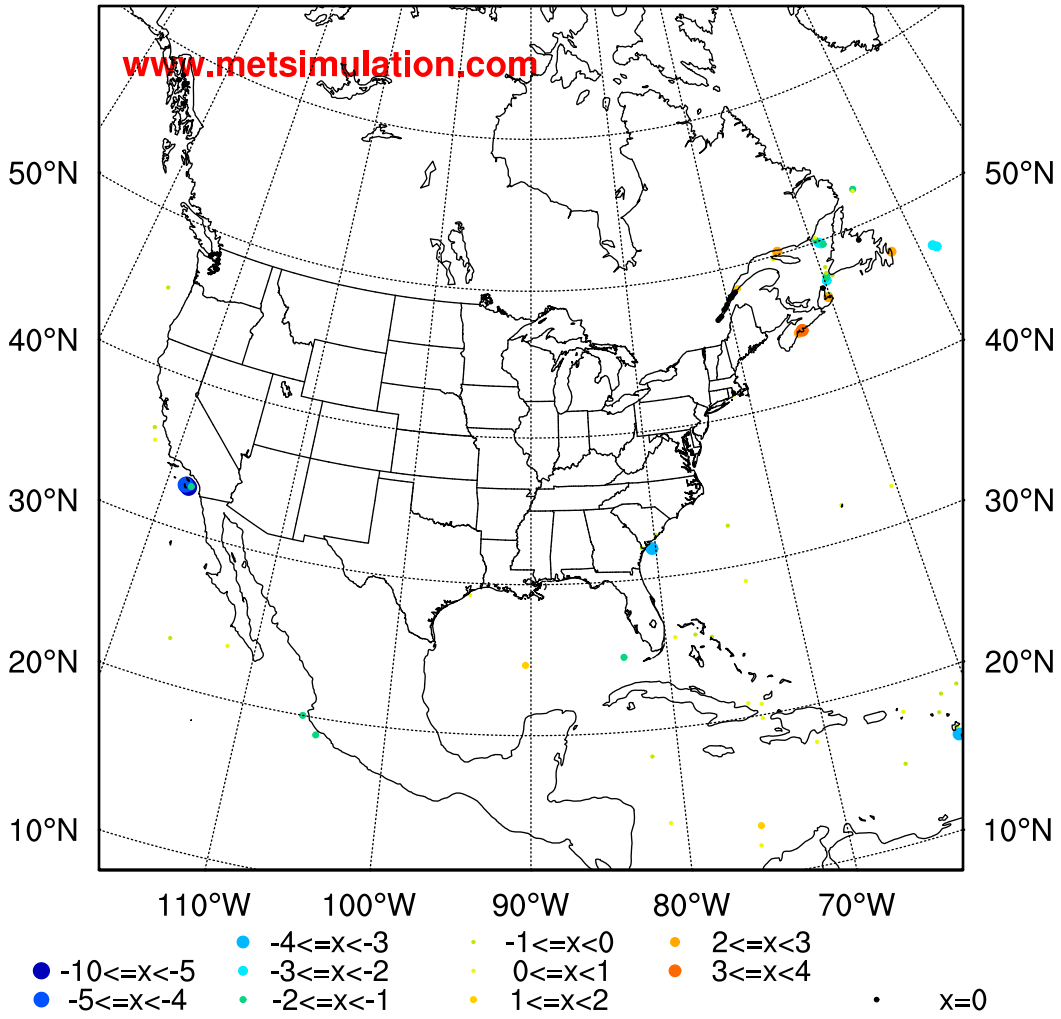 www.metsimulation.com
50°N 50°N
40°N 40°N
30°N 30°N
20°N 20°N
10°N 10°N
110°W 100°W 90°W 80°W 70°W
-4<=x<-3 -1<=x<0 2<=x<3
-10<=x<-5 -3<=x<-2 0<=x<1 3<=x<4
-5<=x<-4 -2<=x<-1 1<=x<2 x=0